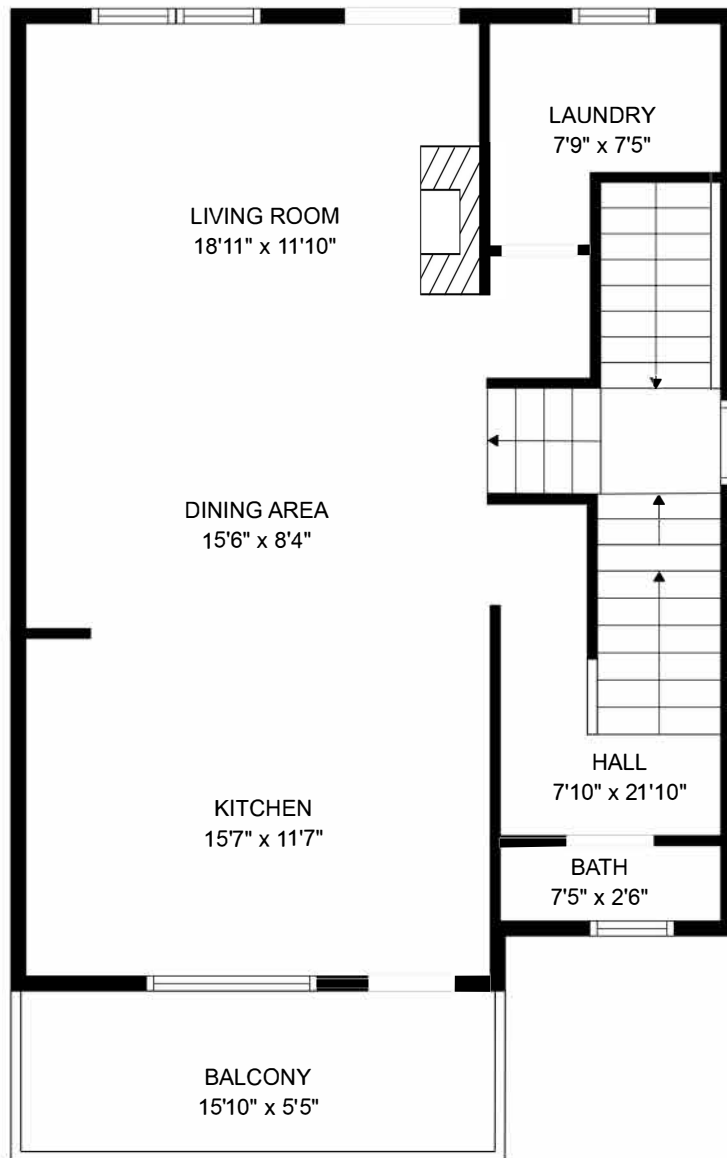 LAUNDRY
7'9" x 7'5"
LIVING ROOM
18'11" x 11'10"
DINING AREA
15'6" x 8'4"
HALL
7'10" x 21'10"
KITCHEN
15'7" x 11'7"
BATH
7'5" x 2'6"
BALCONY
15'10" x 5'5"